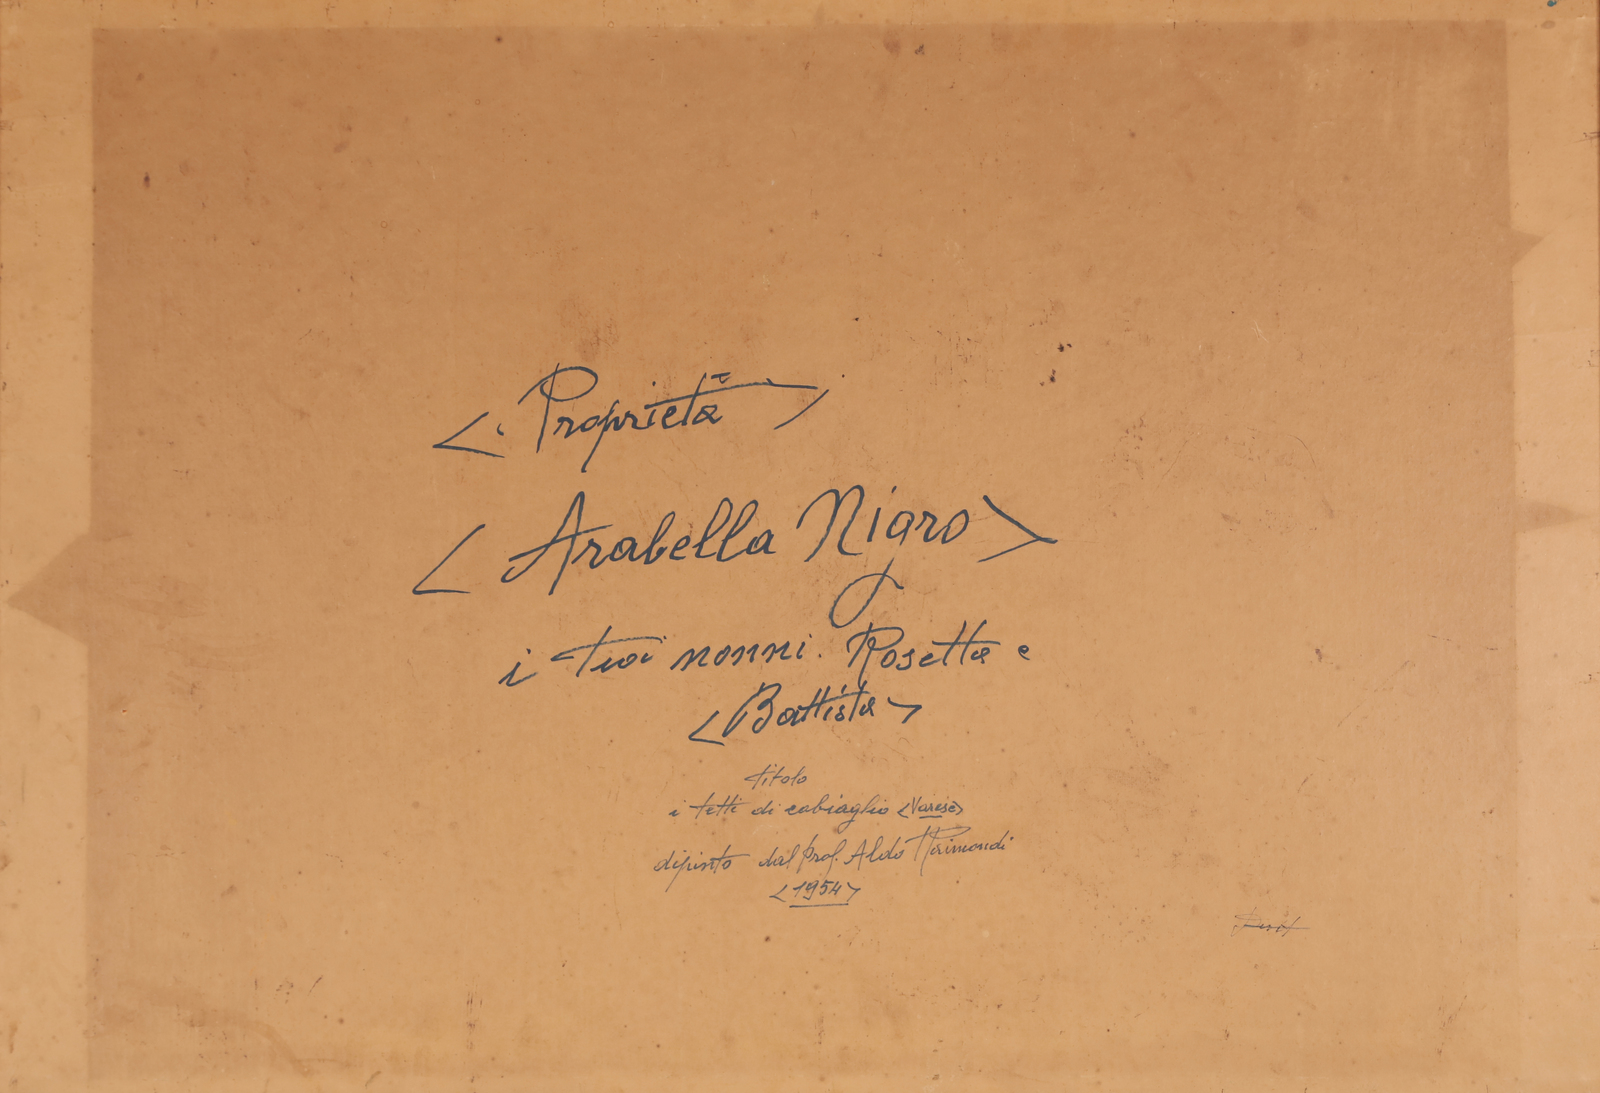 < Proprietà >
< Arabella Nigro >
i tuoi nonni. Rosetta e
< Battista >
titolo
i tetti di cabiaglio <Varese>
dipinto dal Prof. Aldo Raimondi
<1954>